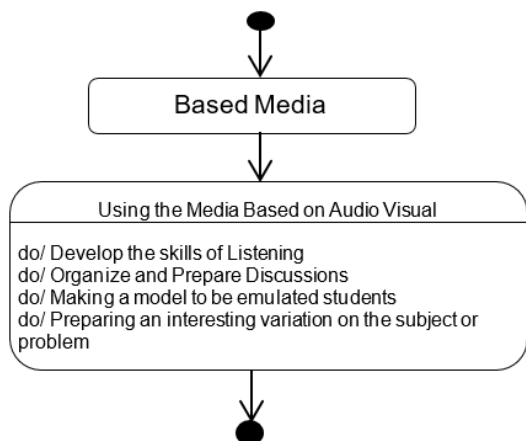 Based Media
Using the Media Based on Audio Visual
do/ Develop the skills of Listening
do/ Organize and Prepare Discussions
do/ Making a model to be emulated students
do/ Preparing an interesting variation on the subject or
problem